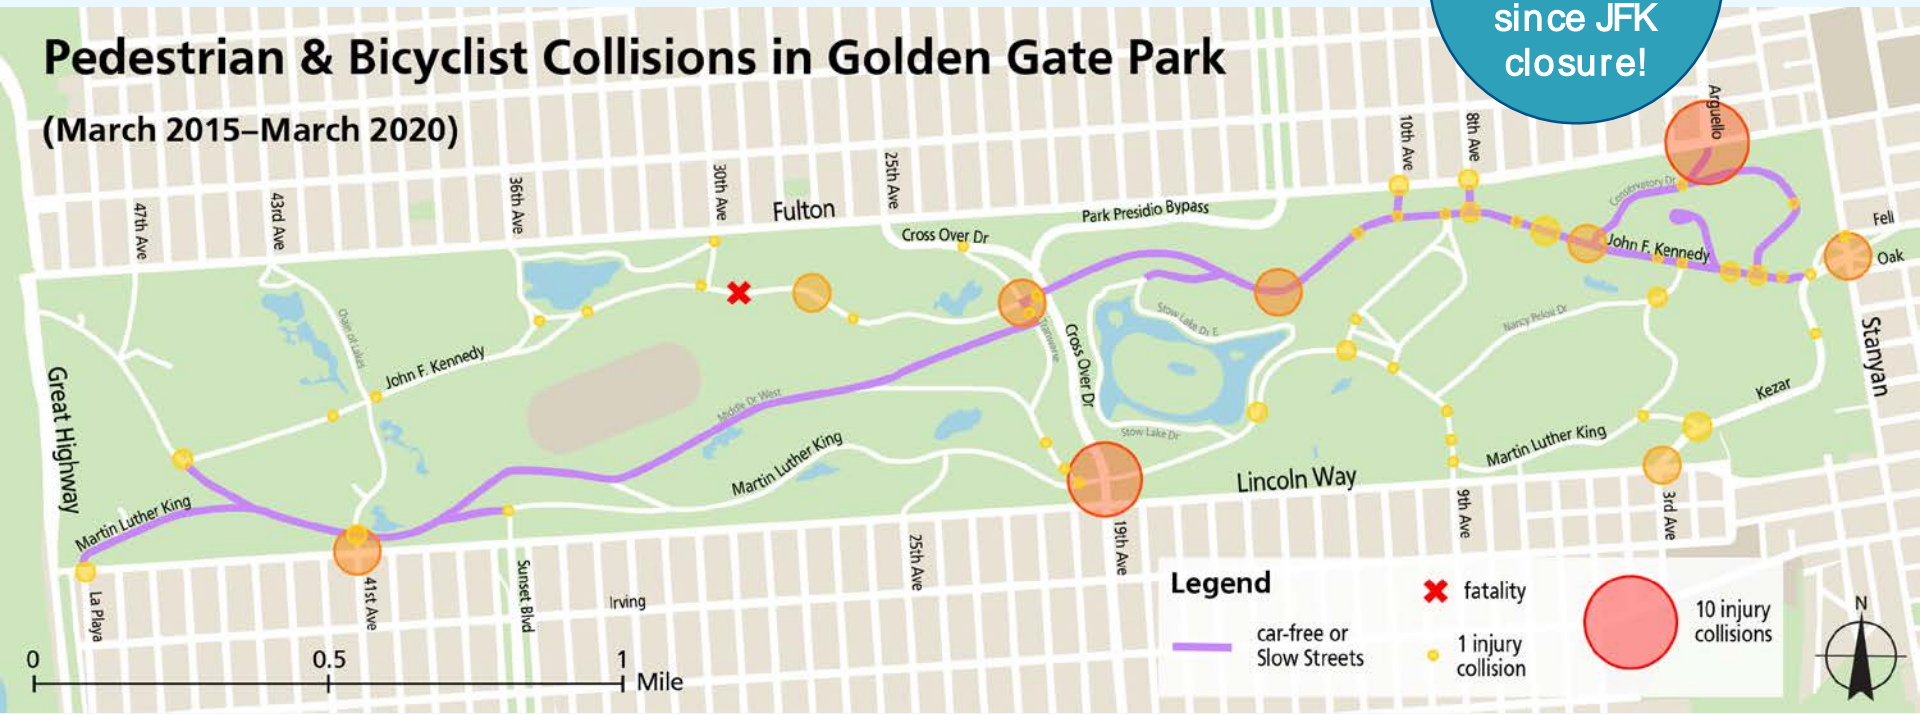 since JFK
closure!
Pedestrian & Bicyclist Collisions in Golden Gate Park
(March 2015–March 2020)
Arguello
10th Ave
8th Ave
25th Ave
30th Ave
36th Ave
43rd Ave
47th Ave
Fulton
Park Presidio Bypass
Cross Over Dr
Conservatory Dr
Fell
Oak
John F. Kennedy
Stow Lake Dr E
Nancy Pelosi Dr
Chain of Lakes
Transverse
Cross Over Dr
Stanyan
John F. Kennedy
Great Highway
Middle Dr West
Kezar
Stow Lake Dr
Martin Luther King
Martin Luther King
Lincoln Way
Martin Luther King
9th Ave
3rd Ave
19th Ave
25th Ave
Sunset Blvd
41st Ave
La Playa
Irving
Legend
fatality
car-free or
Slow Streets
1 injury
collision
10 injury
collisions
N
0
0.5
1
Mile